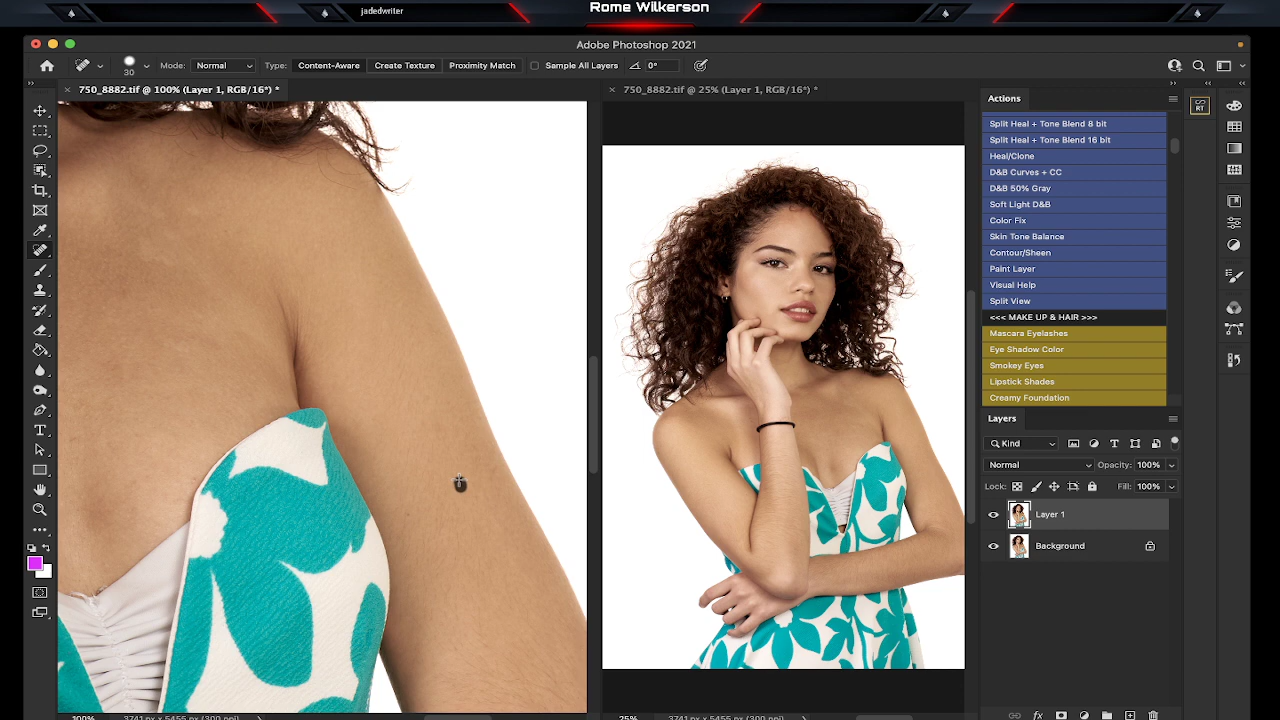 jadedwriter
Rome Wilkerson
Adobe Photoshop 2021
30
Mode: Normal
Type: Content-Aware Create Texture Proximity Match
Sample All Layers
0°
× 750_8882.tif @ 100% (Layer 1, RGB/16*) *
× 750_8882.tif @ 25% (Layer 1, RGB/16*) *
Actions
RT
Split Heal + Tone Blend 8 bit
Split Heal + Tone Blend 16 bit
Heal/Clone
D&B Curves + CC
D&B 50% Gray
Soft Light D&B
Color Fix
Skin Tone Balance
Contour/Sheen
Paint Layer
Visual Help
Split View
<<< MAKE UP & HAIR >>>
Mascara Eyelashes
Eye Shadow Color
Smokey Eyes
Lipstick Shades
Creamy Foundation
Layers
Kind
Normal
Opacity: 100%
Lock:
Fill: 100%
Layer 1
Background
100%
3741 px x 5455 px (300 ppi)
25%
3741 px x 5455 px (300 ppi)
fx